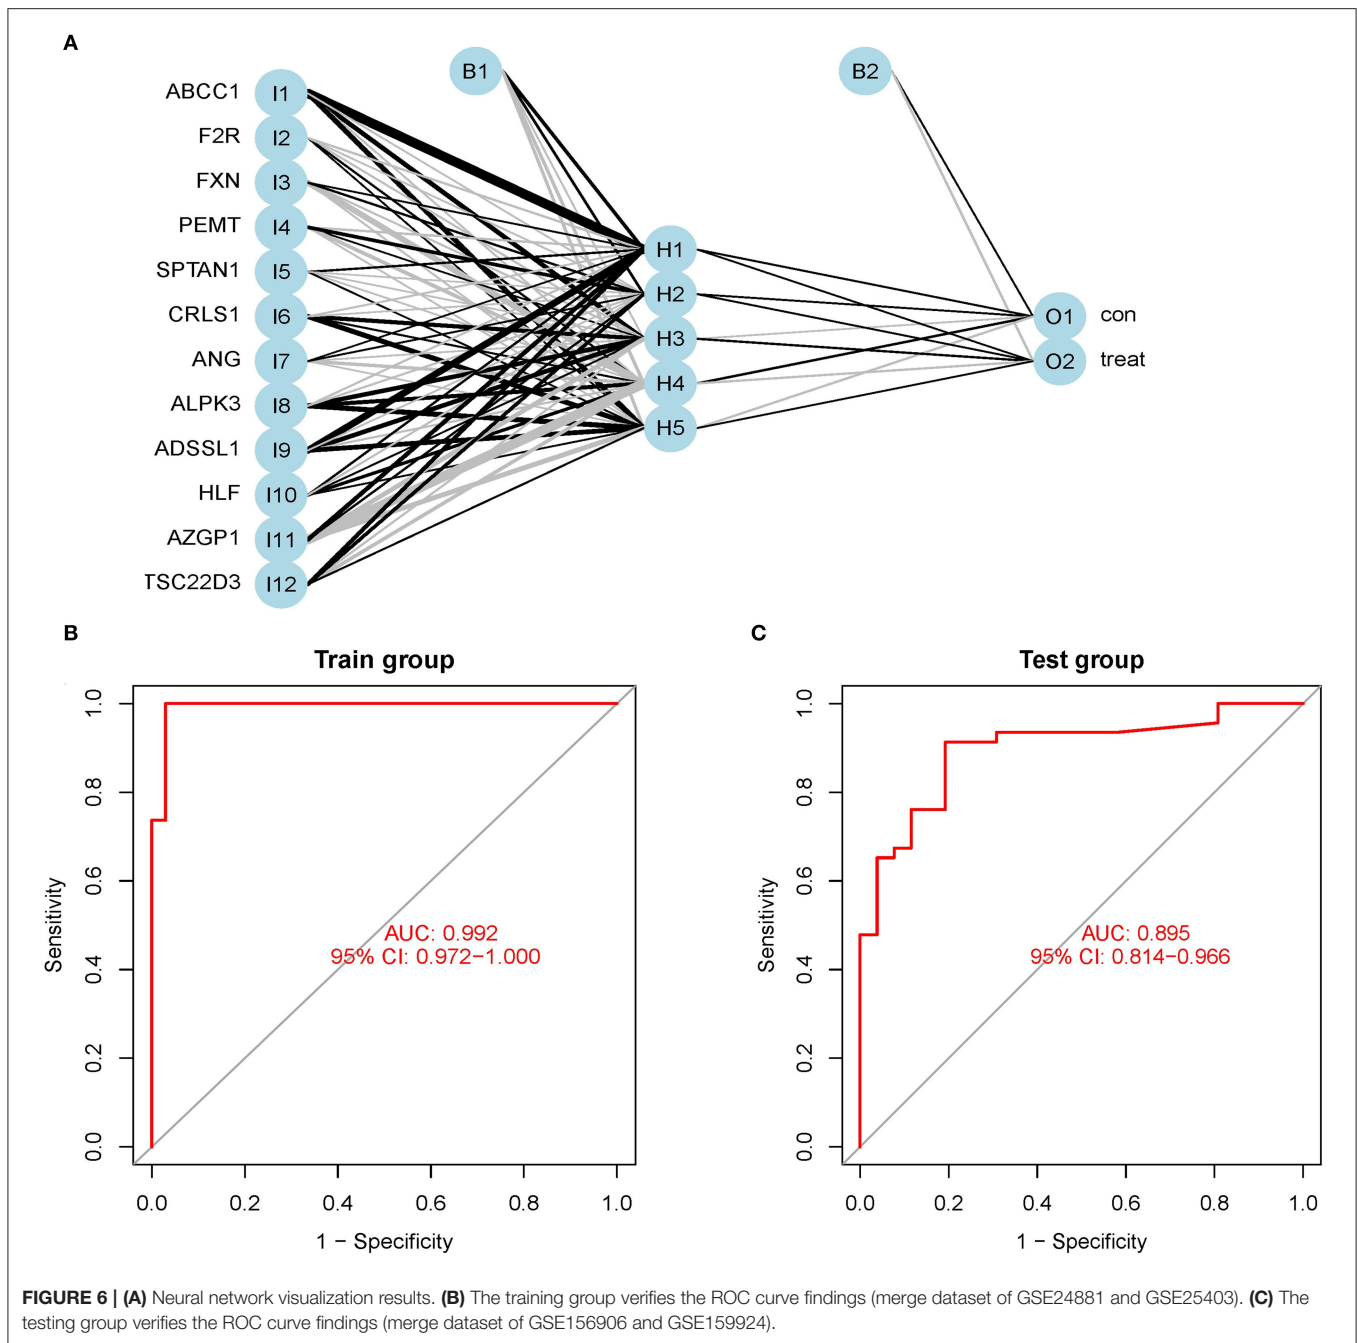 A
B1
B2
ABCC1 I1
F2R I2
FXN I3
PEMT I4
SPTAN1 I5
CRLS1 I6
ANG I7
ALPK3 I8
ADSSL1 I9
HLF I10
AZGP1 I11
TSC22D3 I12
H1
H2
H3
H4
H5
O1 con
O2 treat
B
Train group
Sensitivity
1.0
0.8
0.6
0.4
0.2
0.0
AUC: 0.992
95% CI: 0.972−1.000
0.0 0.2 0.4 0.6 0.8 1.0
1 − Specificity
C
Test group
Sensitivity
1.0
0.8
0.6
0.4
0.2
0.0
AUC: 0.895
95% CI: 0.814−0.966
0.0 0.2 0.4 0.6 0.8 1.0
1 − Specificity
FIGURE 6 | (A) Neural network visualization results. (B) The training group verifies the ROC curve findings (merge dataset of GSE24881 and GSE25403). (C) The
testing group verifies the ROC curve findings (merge dataset of GSE156906 and GSE159924).